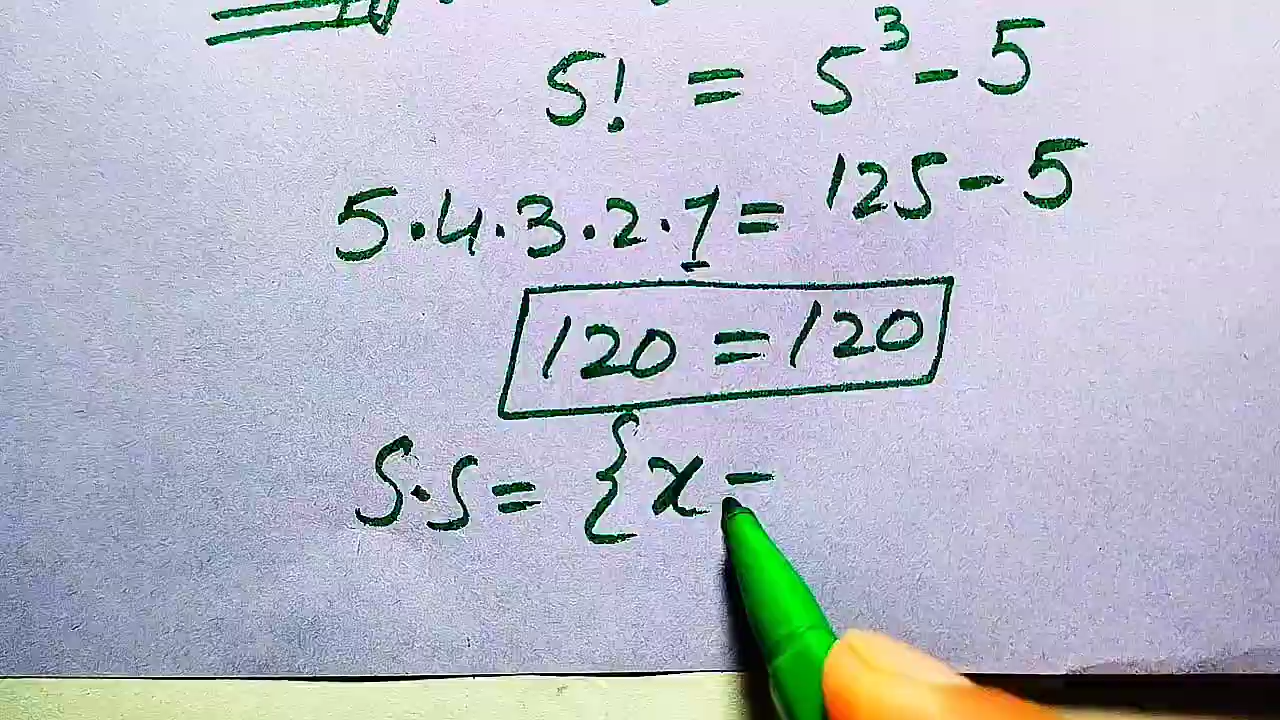 5! = 5³ - 5
5·4·3·2·1 = 125 - 5
120 = 120
S·S = { x =